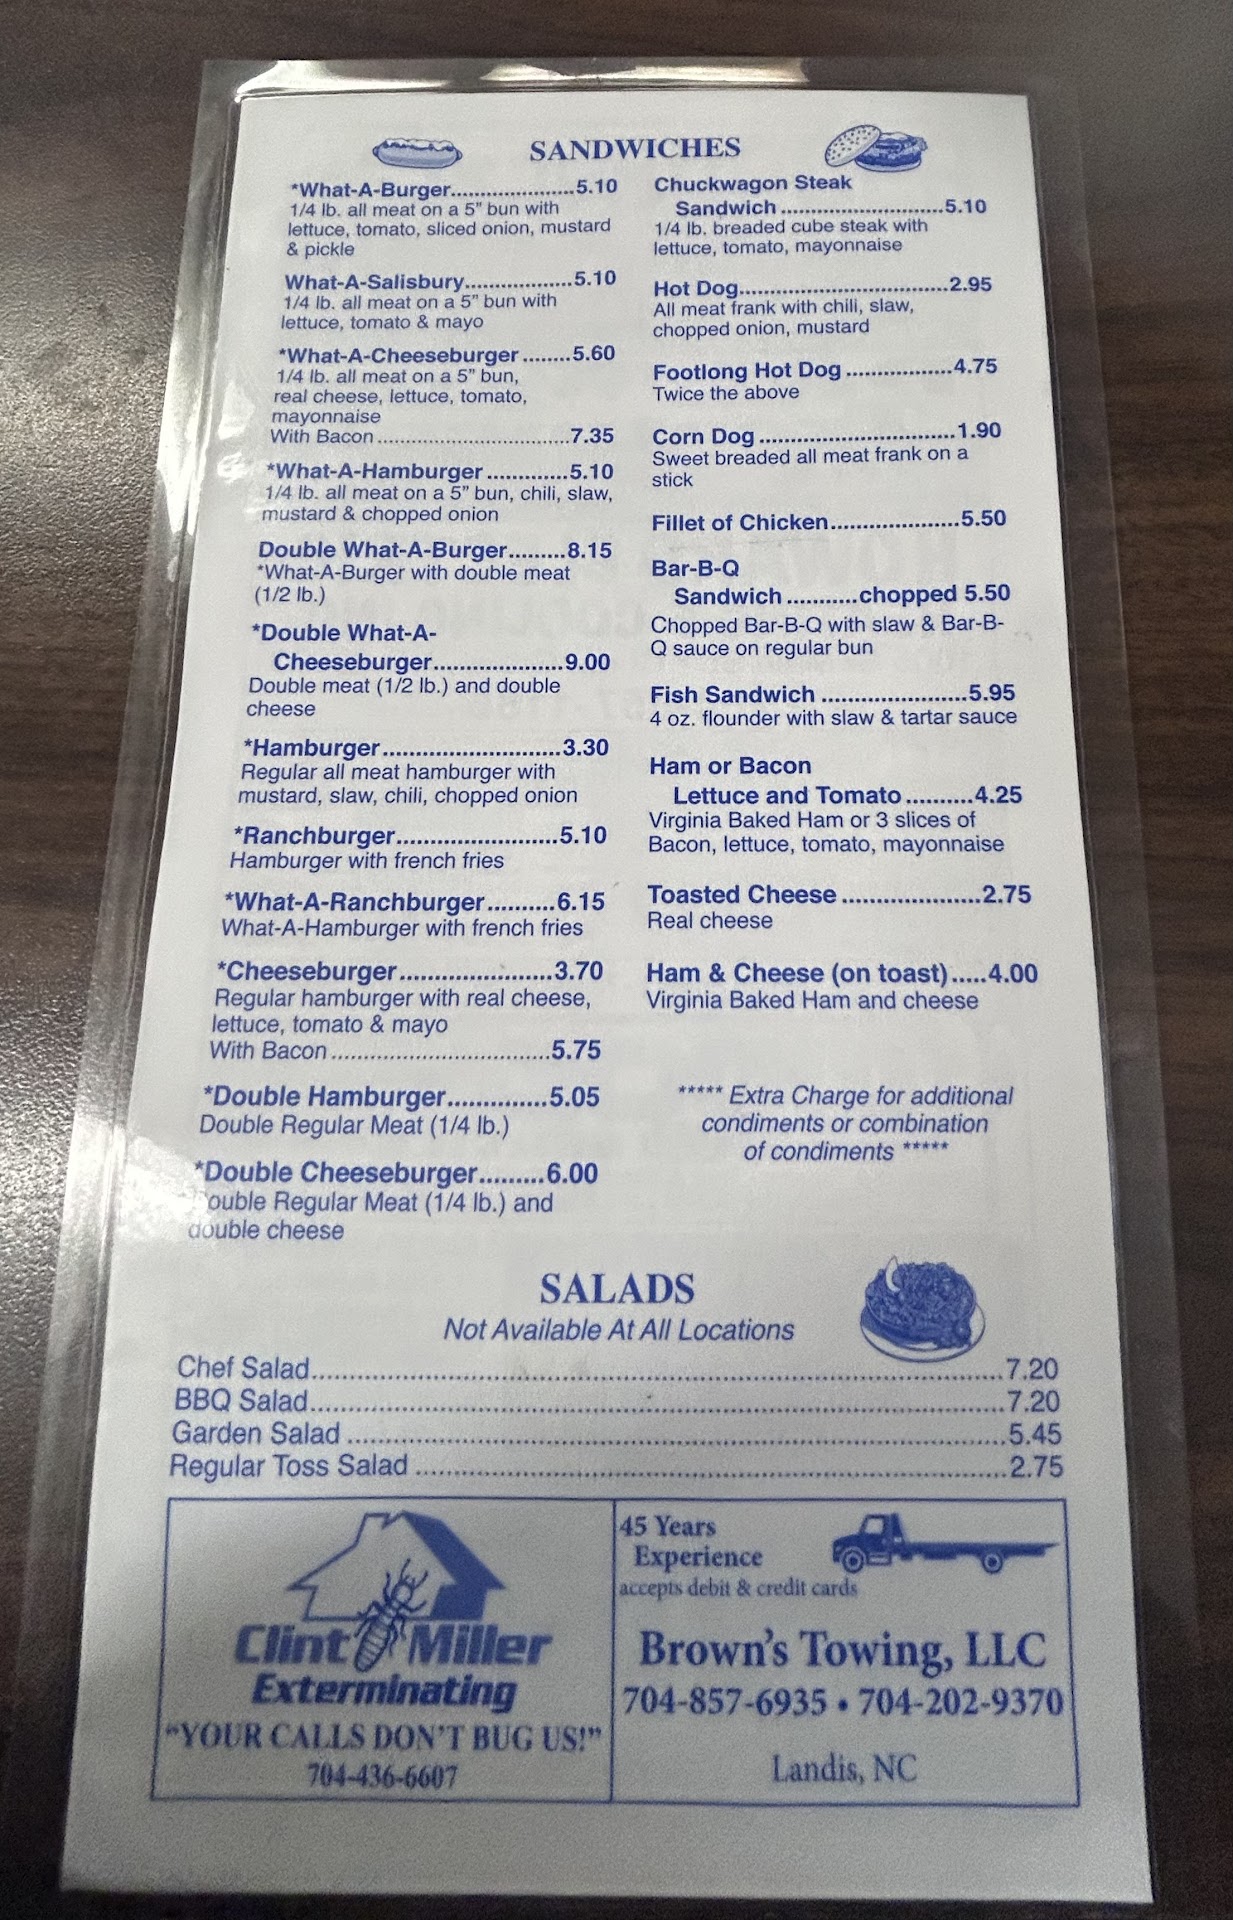 SANDWICHES
*What-A-Burger......................5.10
1/4 lb. all meat on a 5" bun with
lettuce, tomato, sliced onion, mustard
& pickle
What-A-Salisbury..................5.10
1/4 lb. all meat on a 5" bun with
lettuce, tomato & mayo
*What-A-Cheeseburger ........5.60
1/4 lb. all meat on a 5" bun,
real cheese, lettuce, tomato,
mayonnaise
With Bacon ................................7.35
*What-A-Hamburger .............5.10
1/4 lb. all meat on a 5" bun, chili, slaw,
mustard & chopped onion
Double What-A-Burger.........8.15
*What-A-Burger with double meat
(1/2 lb.)
*Double What-A-
Cheeseburger.....................9.00
Double meat (1/2 lb.) and double
cheese
*Hamburger...........................3.30
Regular all meat hamburger with
mustard, slaw, chili, chopped onion
*Ranchburger........................5.10
Hamburger with french fries
*What-A-Ranchburger..........6.15
What-A-Hamburger with french fries
*Cheeseburger......................3.70
Regular hamburger with real cheese,
lettuce, tomato & mayo
With Bacon ................................5.75
*Double Hamburger..............5.05
Double Regular Meat (1/4 lb.)
*Double Cheeseburger.........6.00
Double Regular Meat (1/4 lb.) and
double cheese
Chuckwagon Steak
Sandwich ...........................5.10
1/4 lb. breaded cube steak with
lettuce, tomato, mayonnaise
Hot Dog...................................2.95
All meat frank with chili, slaw,
chopped onion, mustard
Footlong Hot Dog .................4.75
Twice the above
Corn Dog ...............................1.90
Sweet breaded all meat frank on a
stick
Fillet of Chicken....................5.50
Bar-B-Q
Sandwich ...........chopped 5.50
Chopped Bar-B-Q with slaw & Bar-B-
Q sauce on regular bun
Fish Sandwich ......................5.95
4 oz. flounder with slaw & tartar sauce
Ham or Bacon
Lettuce and Tomato ..........4.25
Virginia Baked Ham or 3 slices of
Bacon, lettuce, tomato, mayonnaise
Toasted Cheese .....................2.75
Real cheese
Ham & Cheese (on toast).....4.00
Virginia Baked Ham and cheese
***** Extra Charge for additional
condiments or combination
of condiments *****
SALADS
Not Available At All Locations
Chef Salad....................................................7.20
BBQ Salad....................................................7.20
Garden Salad ...............................................5.45
Regular Toss Salad ......................................2.75
Clint Miller
Exterminating
"YOUR CALLS DON'T BUG US!"
704-436-6607
45 Years
Experience
accepts debit & credit cards
Brown's Towing, LLC
704-857-6935 • 704-202-9370
Landis, NC